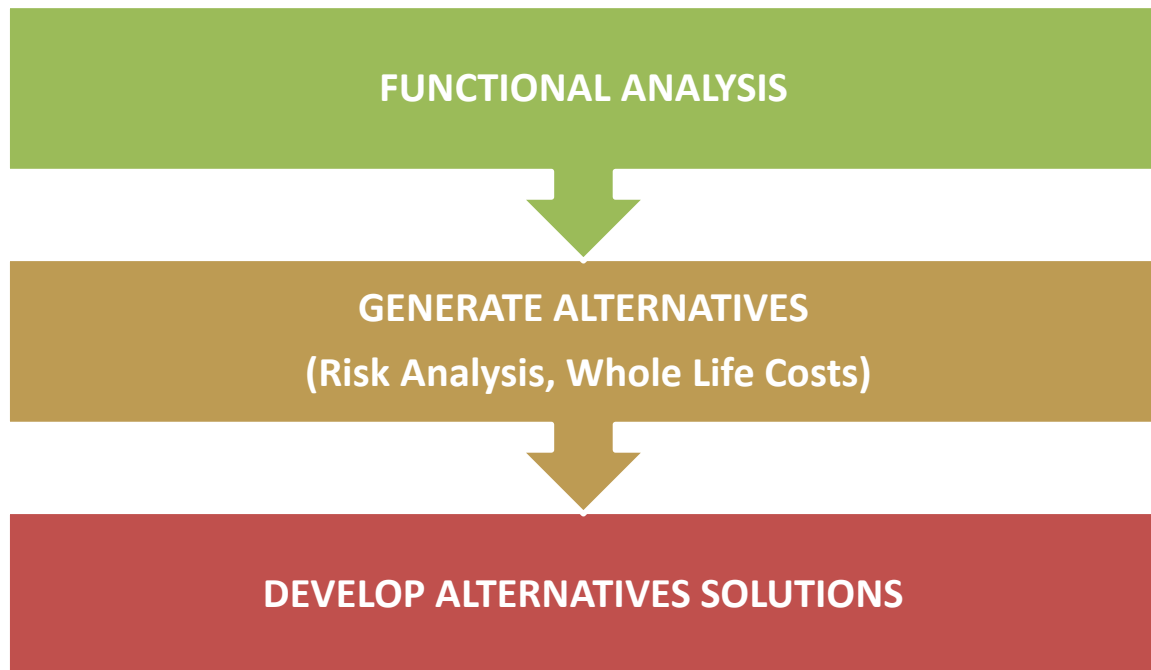 FUNCTIONAL ANALYSIS
GENERATE ALTERNATIVES
(Risk Analysis, Whole Life Costs)
DEVELOP ALTERNATIVES SOLUTIONS